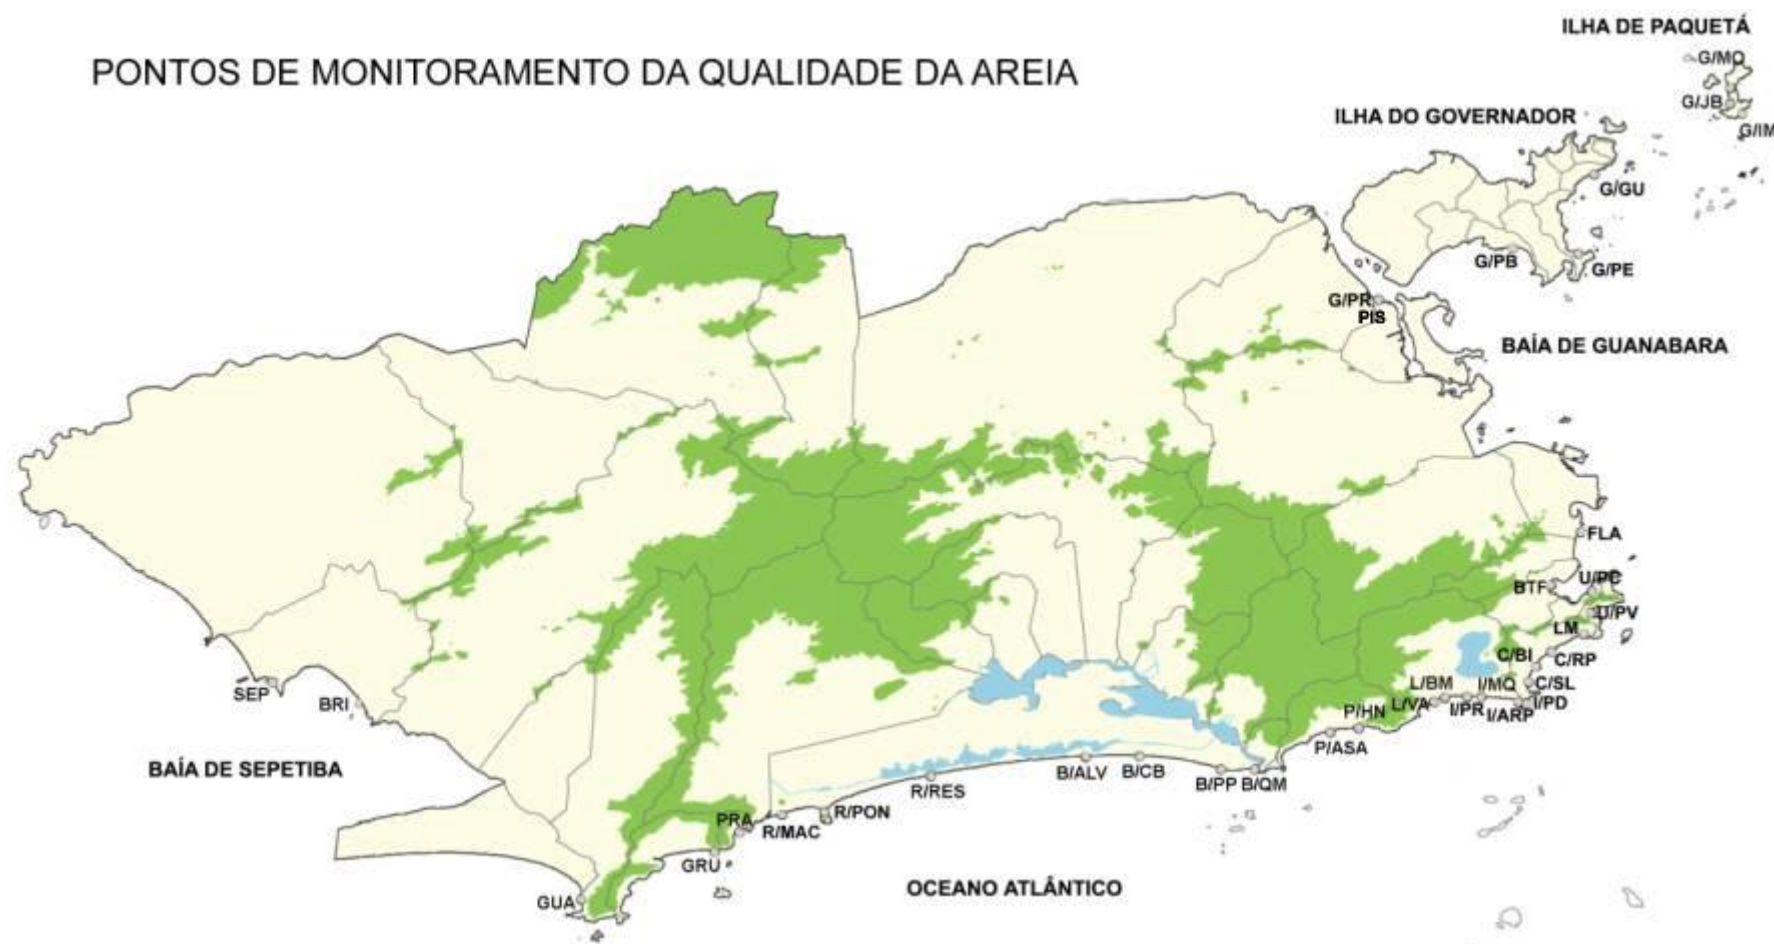 ILHA DE PAQUETÁ
G/MO
PONTOS DE MONITORAMENTO DA QUALIDADE DA AREIA
G/JB
ILHA DO GOVERNADOR
G/IM
G/GU
G/PB
G/PE
G/PR
PIS
BAÍA DE GUANABARA
FLA
BTF
U/PC
U/PV
LM
C/BI
C/RP
SEP
BRI
L/BM
I/MQ
C/SL
L/VA
I/PR
I/ARP
I/PD
P/HN
P/ASA
BAÍA DE SEPETIBA
B/ALV
B/CB
B/PP
B/QM
R/RES
PRA
R/MAC
R/PON
GRU
OCEANO ATLÂNTICO
GUA